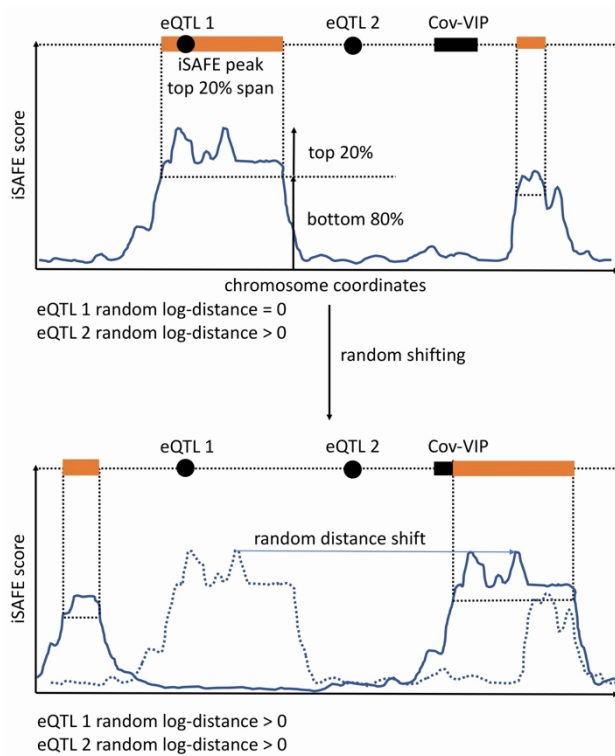 eQTL 1
eQTL 2
Cov-VIP
iSAFE peak
top 20% span
top 20%
bottom 80%
iSAFE score
chromosome coordinates
eQTL 1 random log-distance = 0
eQTL 2 random log-distance > 0
random shifting
eQTL 1
eQTL 2
Cov-VIP
random distance shift
iSAFE score
eQTL 1 random log-distance > 0
eQTL 2 random log-distance > 0